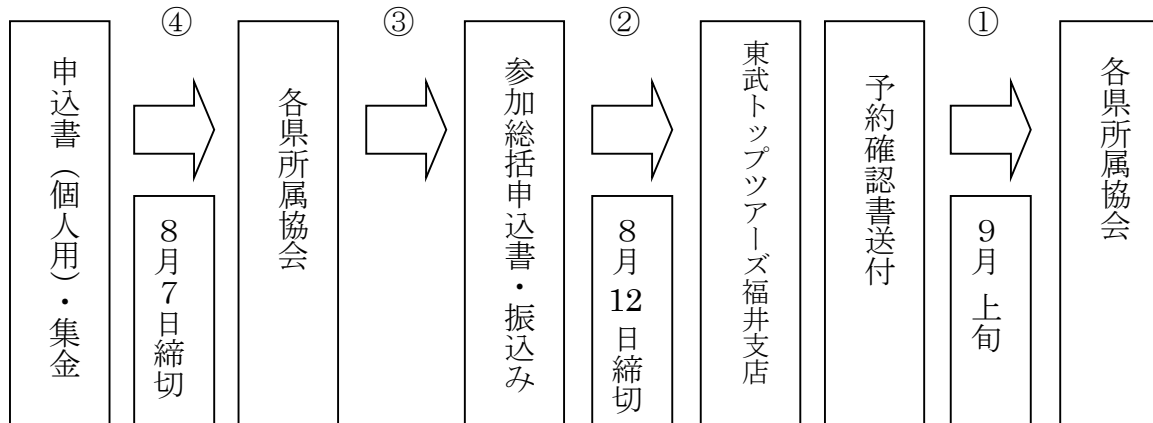 ④
③
②
①
申込書（個人用）・集金
8月7日締切
各県所属協会
参加総括申込書・振込み
8月12日締切
東武トップツアーズ福井支店
予約確認書送付
9月 上旬
各県所属協会